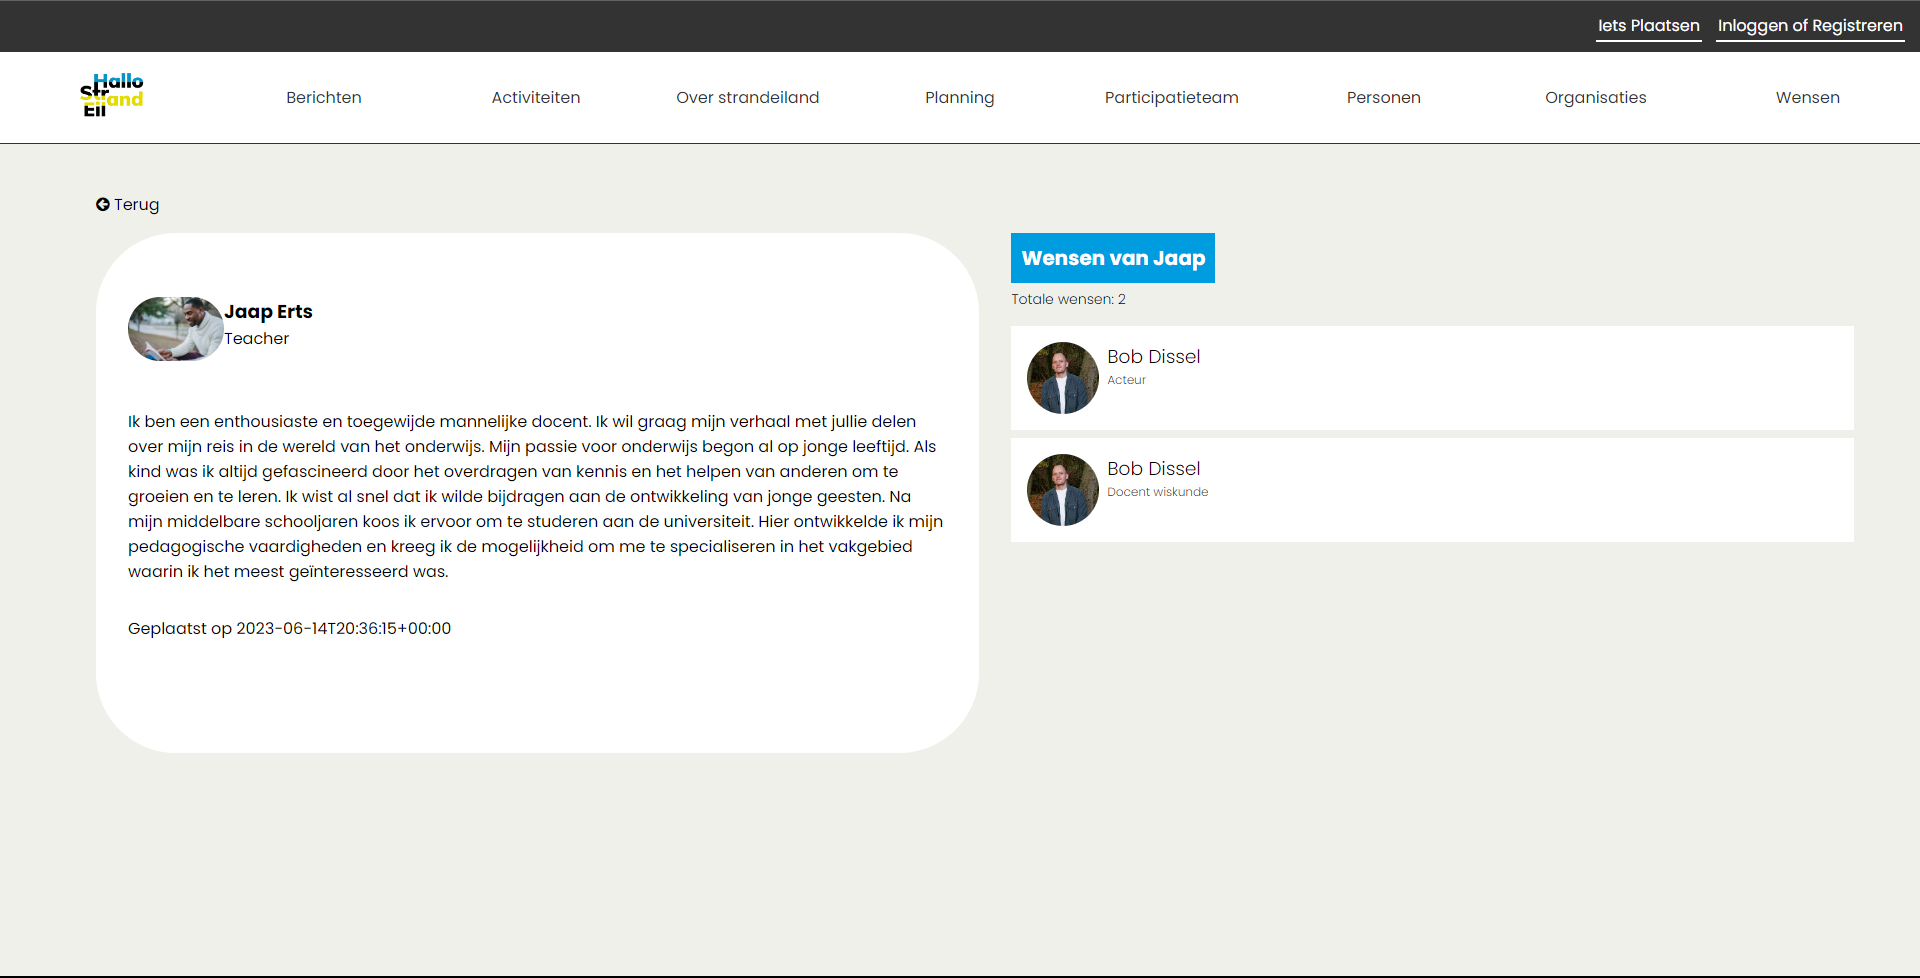 Iets Plaatsen Inloggen of Registreren
Hallo
Str
Eiland
Eil
Berichten Activiteiten Over strandeiland Planning Participatieteam Personen Organisaties Wensen
Terug
Jaap Erts
Teacher
Ik ben een enthousiaste en toegewijde mannelijke docent. Ik wil graag mijn verhaal met jullie delen
over mijn reis in de wereld van het onderwijs. Mijn passie voor onderwijs begon al op jonge leeftijd. Als
kind was ik altijd gefascineerd door het overdragen van kennis en het helpen van anderen om te
groeien en te leren. Ik wist al snel dat ik wilde bijdragen aan de ontwikkeling van jonge geesten. Na
mijn middelbare schooljaren koos ik ervoor om te studeren aan de universiteit. Hier ontwikkelde ik mijn
pedagogische vaardigheden en kreeg ik de mogelijkheid om me te specialiseren in het vakgebied
waarin ik het meest geïnteresseerd was.
Geplaatst op 2023-06-14T20:36:15+00:00
Wensen van Jaap
Totale wensen: 2
Bob Dissel
Acteur
Bob Dissel
Docent wiskunde